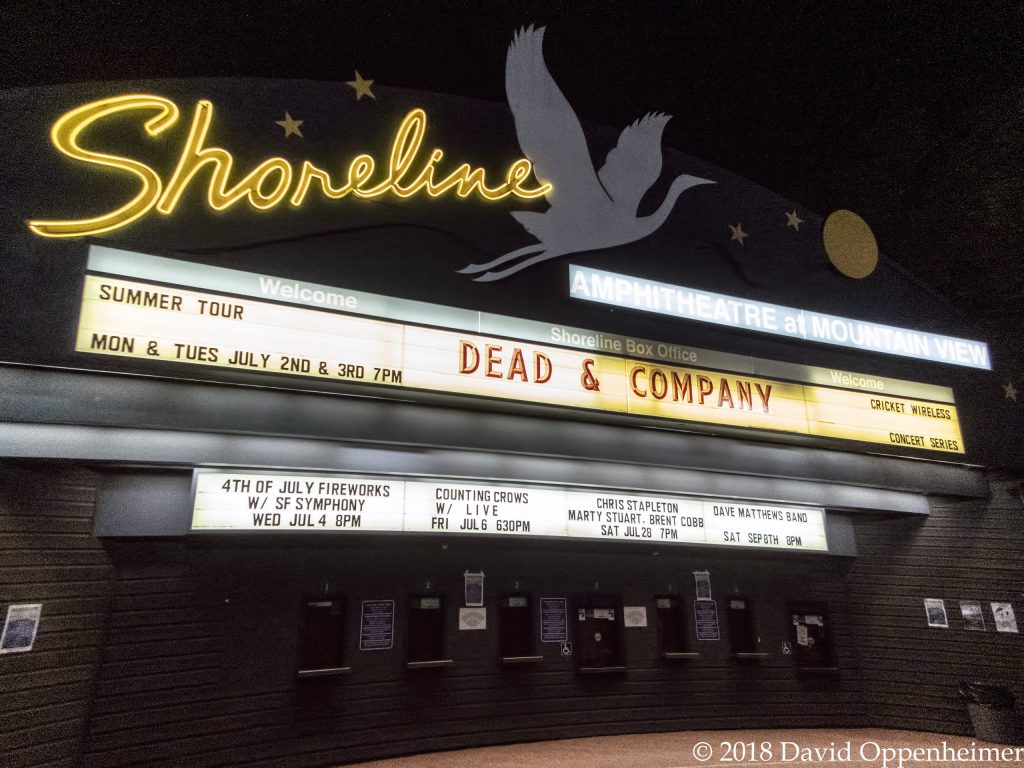 Shoreline
AMPHITHEATRE at MOUNTAIN VIEW
Welcome
Shoreline Box Office
Welcome
SUMMER TOUR
MON & TUES JULY 2ND & 3RD 7PM
DEAD & COMPANY
CRICKET WIRELESS
CONCERT SERIES
4TH OF JULY FIREWORKS
W/ SF SYMPHONY
WED JUL 4 8PM
COUNTING CROWS
W/ LIVE
FRI JUL 6 630PM
CHRIS STAPLETON
MARTY STUART, BRENT COBB
SAT JUL 28 7PM
DAVE MATTHEWS BAND
SAT SEP 8TH 8PM
©2018 David Oppenheimer